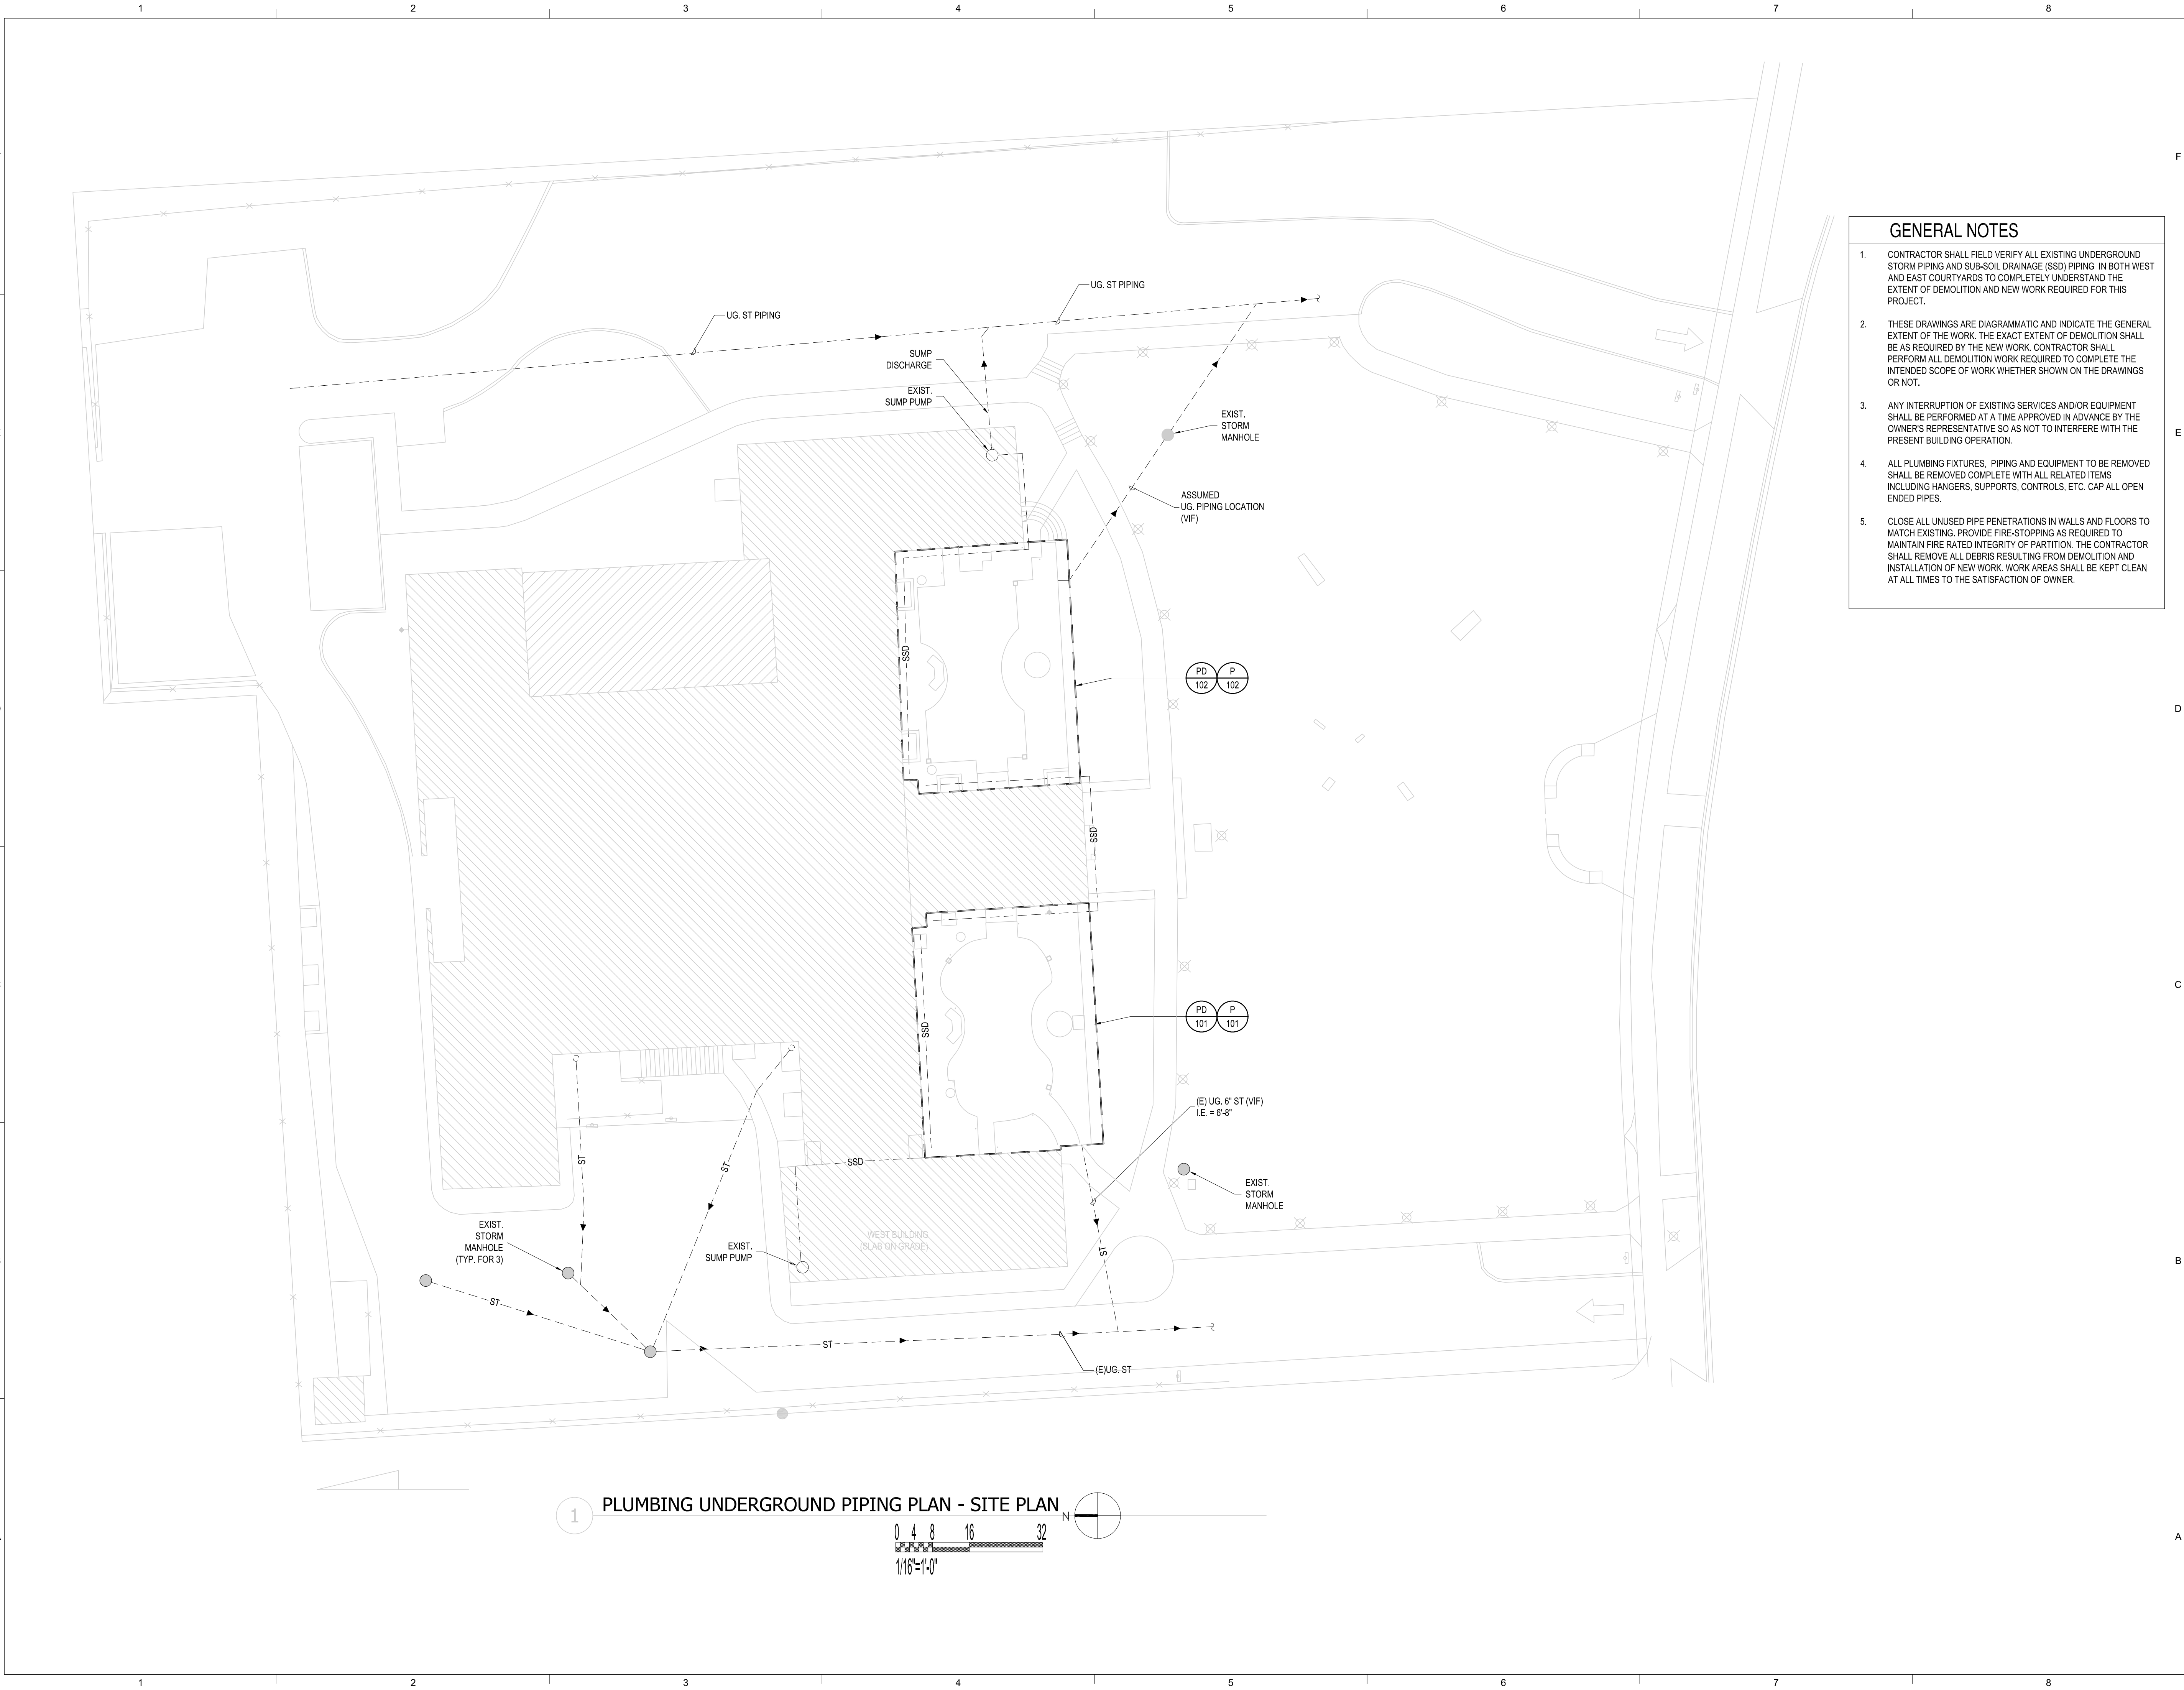 1 2 3 4 5 6 7 8
F
E
D
C
B
A
GENERAL NOTES
1. CONTRACTOR SHALL FIELD VERIFY ALL EXISTING UNDERGROUND
STORM PIPING AND SUB-SOIL DRAINAGE (SSD) PIPING IN BOTH WEST
AND EAST COURTYARDS TO COMPLETELY UNDERSTAND THE
EXTENT OF DEMOLITION AND NEW WORK REQUIRED FOR THIS
PROJECT.
2. THESE DRAWINGS ARE DIAGRAMMATIC AND INDICATE THE GENERAL
EXTENT OF THE WORK. THE EXACT EXTENT OF DEMOLITION SHALL
BE AS REQUIRED BY THE NEW WORK. CONTRACTOR SHALL
PERFORM ALL DEMOLITION WORK REQUIRED TO COMPLETE THE
INTENDED SCOPE OF WORK WHETHER SHOWN ON THE DRAWINGS
OR NOT.
3. ANY INTERRUPTION OF EXISTING SERVICES AND/OR EQUIPMENT
SHALL BE PERFORMED AT A TIME APPROVED IN ADVANCE BY THE
OWNER'S REPRESENTATIVE SO AS NOT TO INTERFERE WITH THE
PRESENT BUILDING OPERATION.
4. ALL PLUMBING FIXTURES, PIPING AND EQUIPMENT TO BE REMOVED
SHALL BE REMOVED COMPLETE WITH ALL RELATED ITEMS
INCLUDING HANGERS, SUPPORTS, CONTROLS, ETC. CAP ALL OPEN
ENDED PIPES.
5. CLOSE ALL UNUSED PIPE PENETRATIONS IN WALLS AND FLOORS TO
MATCH EXISTING. PROVIDE FIRE-STOPPING AS REQUIRED TO
MAINTAIN FIRE RATED INTEGRITY OF PARTITION. THE CONTRACTOR
SHALL REMOVE ALL DEBRIS RESULTING FROM DEMOLITION AND
INSTALLATION OF NEW WORK. WORK AREAS SHALL BE KEPT CLEAN
AT ALL TIMES TO THE SATISFACTION OF OWNER.
UG. ST PIPING
UG. ST PIPING
SUMP
DISCHARGE
EXIST.
SUMP PUMP
EXIST.
STORM
MANHOLE
ASSUMED
UG. PIPING LOCATION
(VIF)
SSD
PD P
102 102
SSD
SSD
PD P
101 101
(E) UG. 6" ST (VIF)
I.E. = 6'-8"
ST
ST
SSD
EXIST.
STORM
MANHOLE
EXIST.
STORM
MANHOLE
(TYP. FOR 3)
WEST BUILDING
(SLAB ON GRADE)
EXIST.
SUMP PUMP
ST
ST
ST
(E)UG. ST
1
PLUMBING UNDERGROUND PIPING PLAN - SITE PLAN
N
0 4 8 16 32
1/16"=1'-0"
1 2 3 4 5 6 7 8